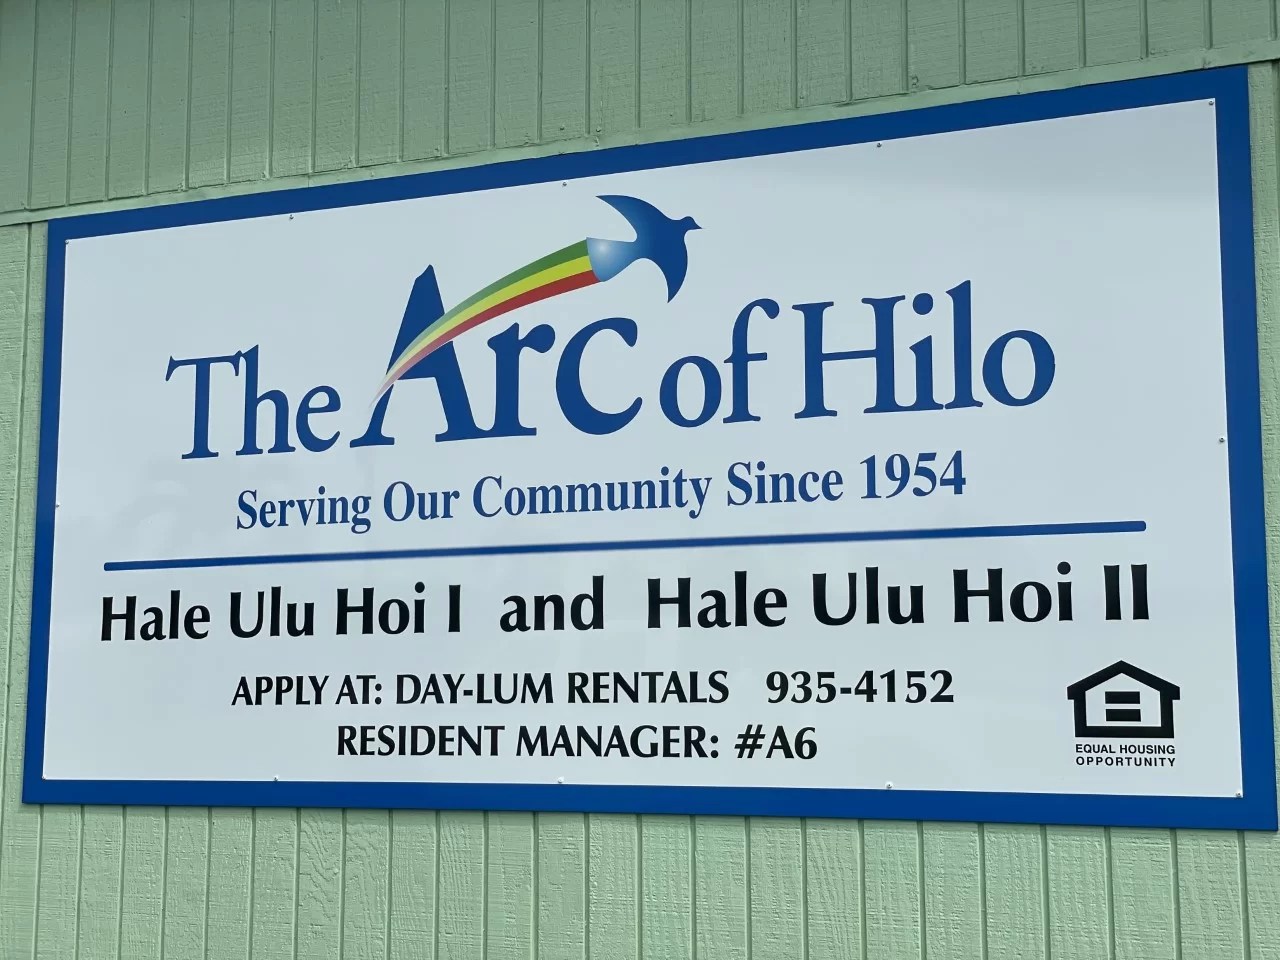 The Arc of Hilo
Serving Our Community Since 1954
Hale Ulu Hoi I and Hale Ulu Hoi II
APPLY AT: DAY-LUM RENTALS 935-4152
RESIDENT MANAGER: #A6
EQUAL HOUSING
OPPORTUNITY